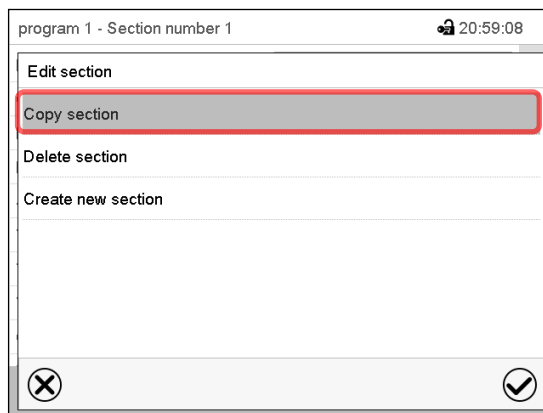 program 1 - Section number 1 20:59:08
Edit section
Copy section
Delete section
Create new section